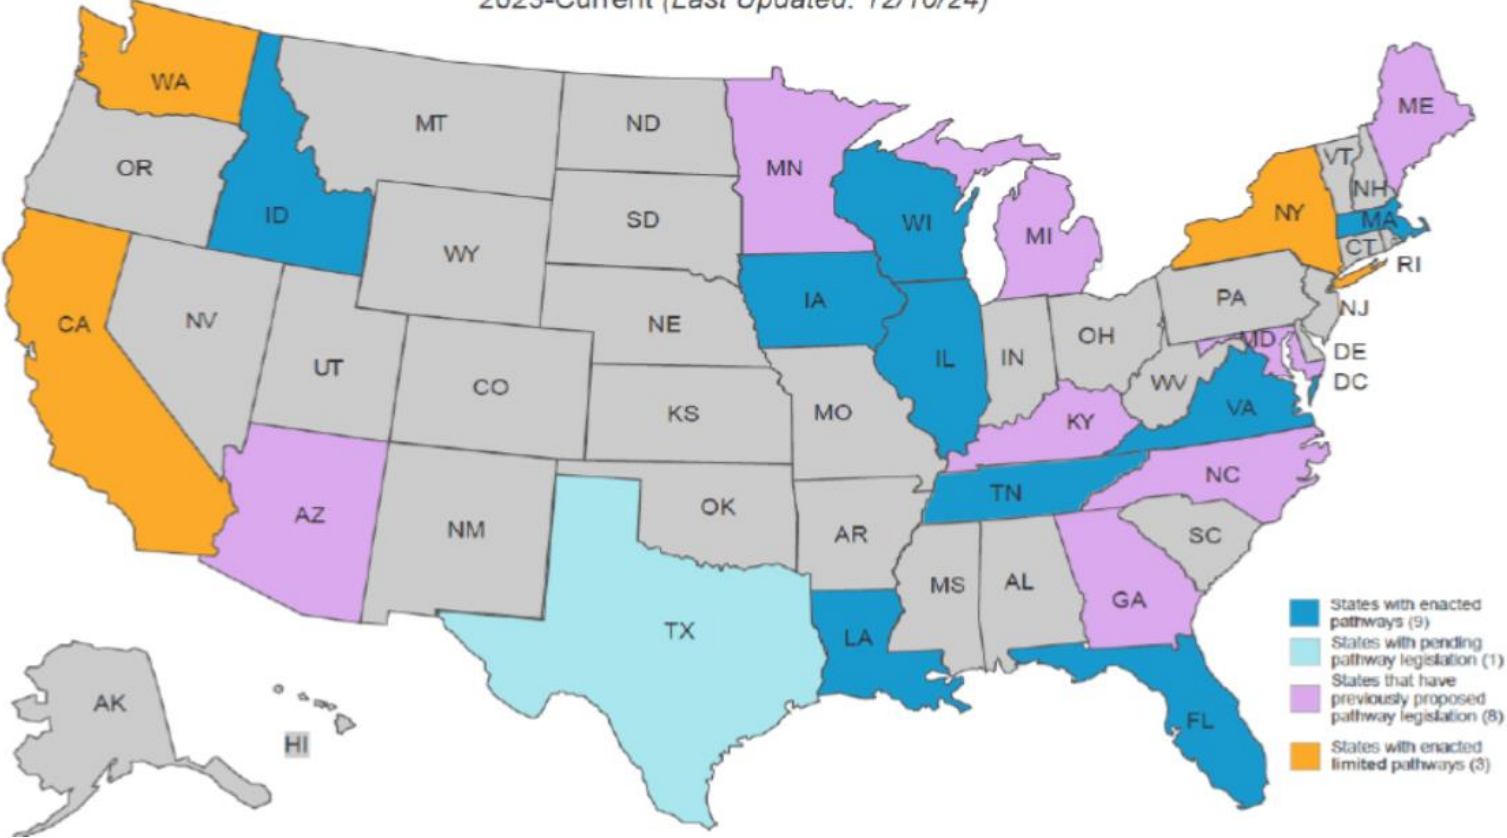 2023-Current (Last Updated: 12/10/24)
WA
MT
ND
MN
ME
OR
ID
SD
WI
MI
VT
NH
NY
MA
CT
RI
WY
IA
PA
NJ
CA
NV
NE
IL
IN
OH
MD
DE
DC
UT
CO
KS
MO
WV
VA
KY
AZ
NM
OK
TN
NC
AR
SC
MS
AL
GA
TX
LA
FL
AK
HI
States with enacted
pathways (9)
States with pending
pathway legislation (1)
States that have
previously proposed
pathway legislation (8)
States with enacted
limited pathways (3)